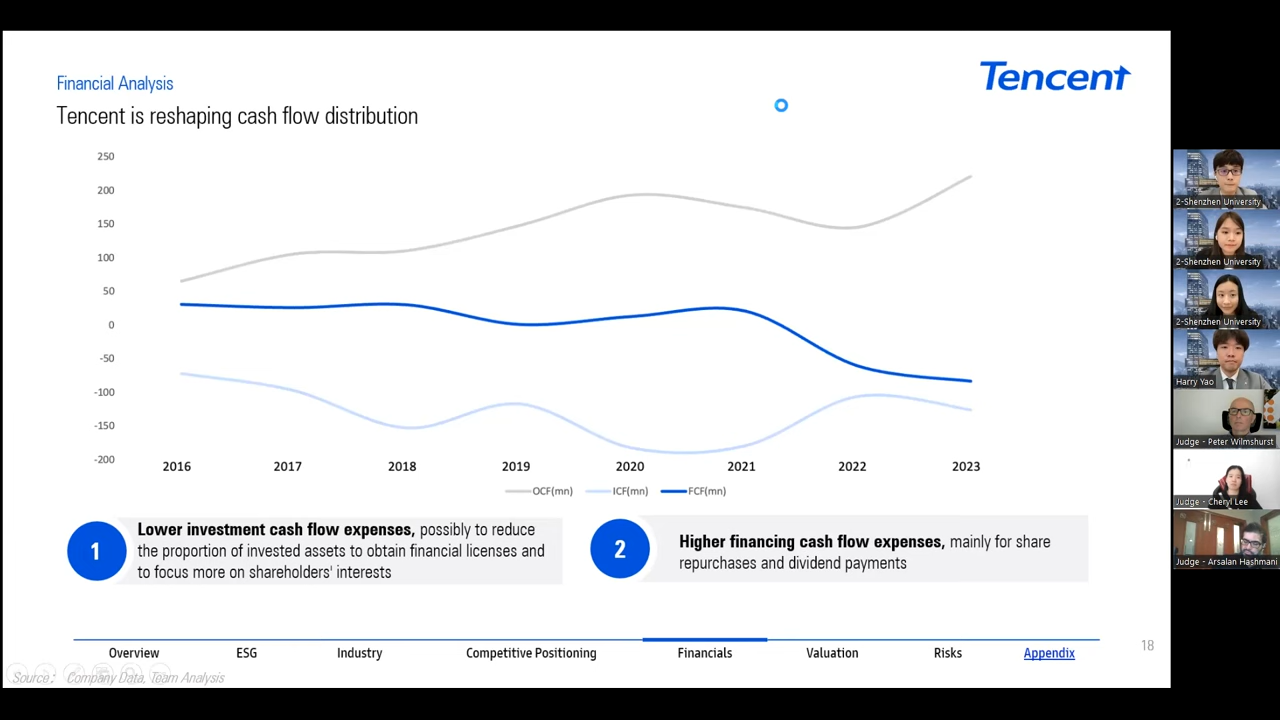 Financial Analysis
Tencent
Tencent is reshaping cash flow distribution
250
200
150
100
50
0
-50
-100
-150
-200
2016 2017 2018 2019 2020 2021 2022 2023
OCF(mn) ICF(mn) FCF(mn)
1
Lower investment cash flow expenses, possibly to reduce
the proportion of invested assets to obtain financial licenses and
to focus more on shareholders' interests
2
Higher financing cash flow expenses, mainly for share
repurchases and dividend payments
Overview ESG Industry Competitive Positioning Financials Valuation Risks Appendix
18
Source: Company Data, Team Analysis
2-Shenzhen University
2-Shenzhen University
2-Shenzhen University
Harry Yao
Judge - Peter Wilmshurst
Judge - Cheryl Lee
Judge - Arsalan Hashmani